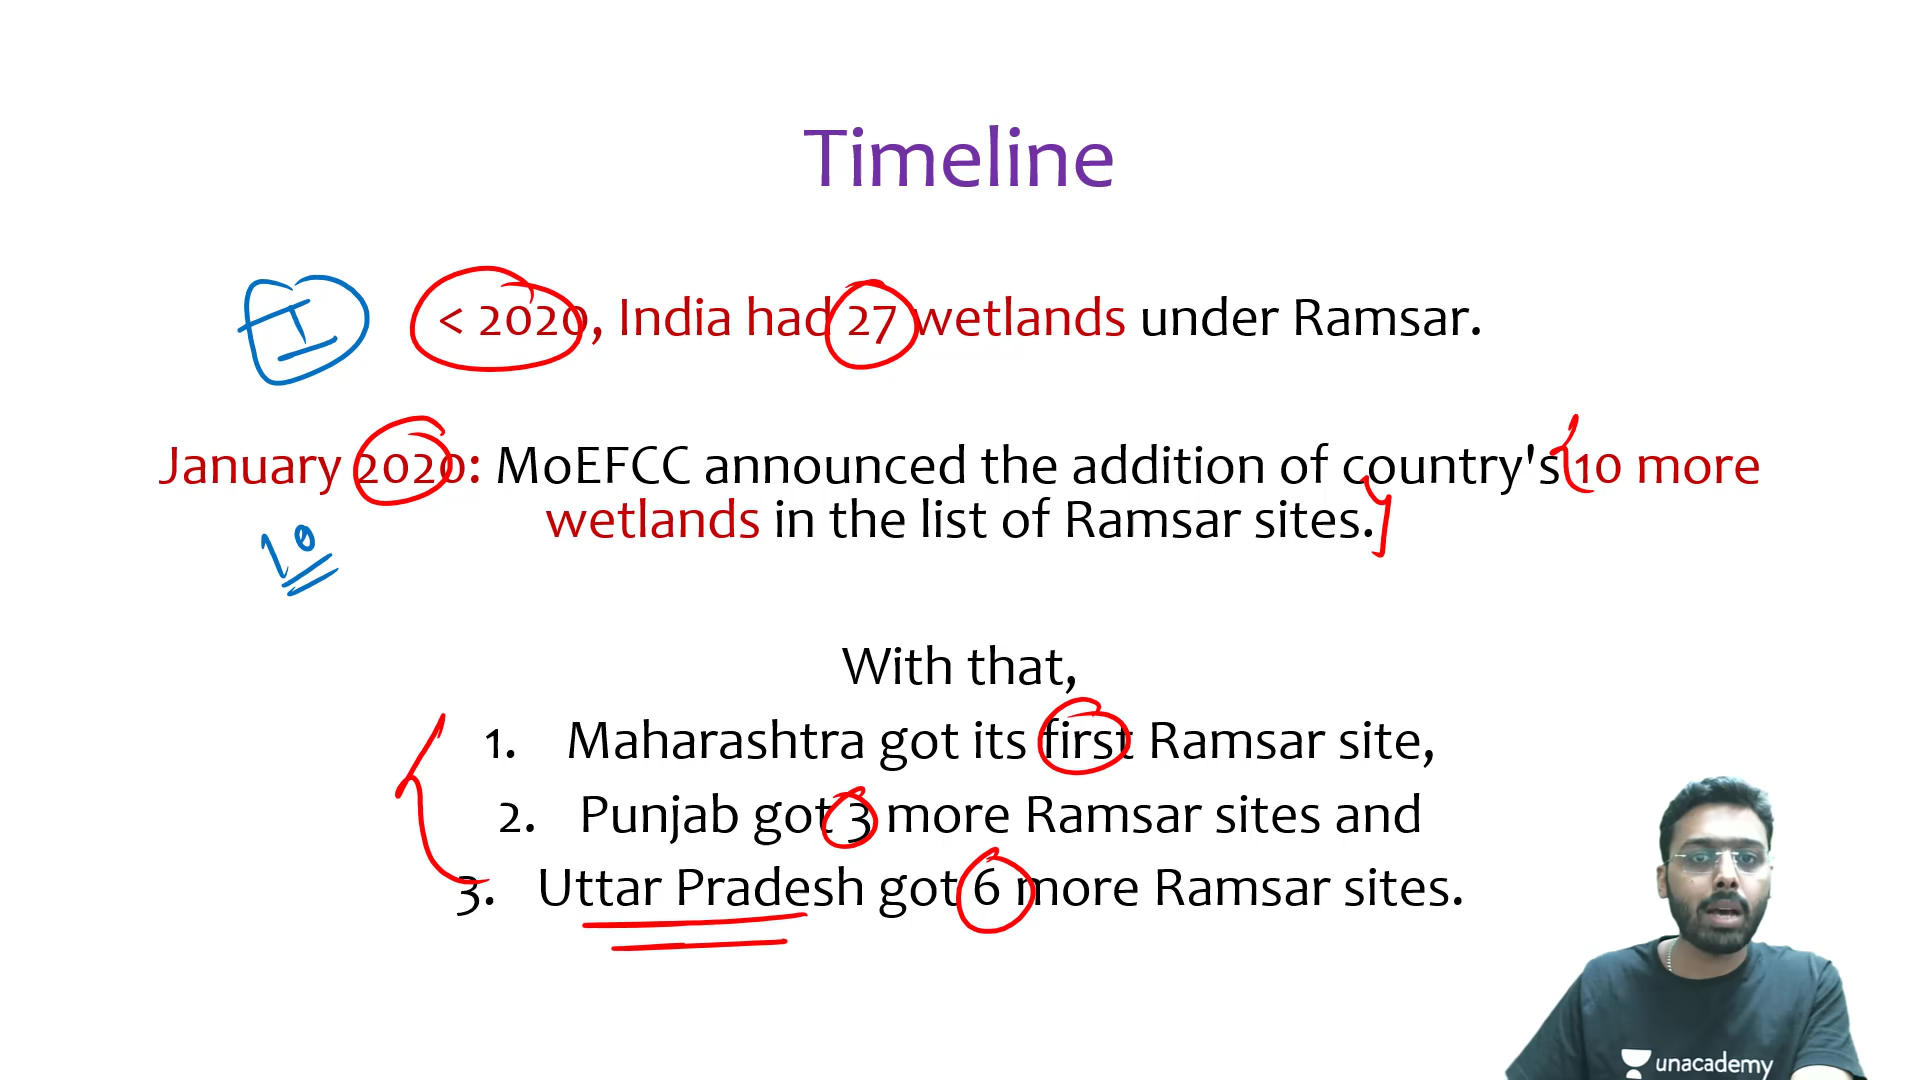 Timeline
I
< 2020, India had 27 wetlands under Ramsar.
January 2020: MoEFCC announced the addition of country's 10 more
wetlands in the list of Ramsar sites.
10
With that,
1. Maharashtra got its first Ramsar site,
2. Punjab got 3 more Ramsar sites and
3. Uttar Pradesh got 6 more Ramsar sites.
unacademy